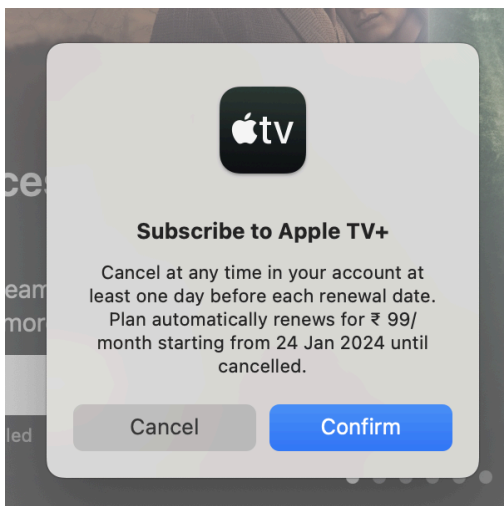 tv
Subscribe to Apple TV+
Cancel at any time in your account at
least one day before each renewal date.
Plan automatically renews for ₹ 99/
month starting from 24 Jan 2024 until
cancelled.
Cancel
Confirm